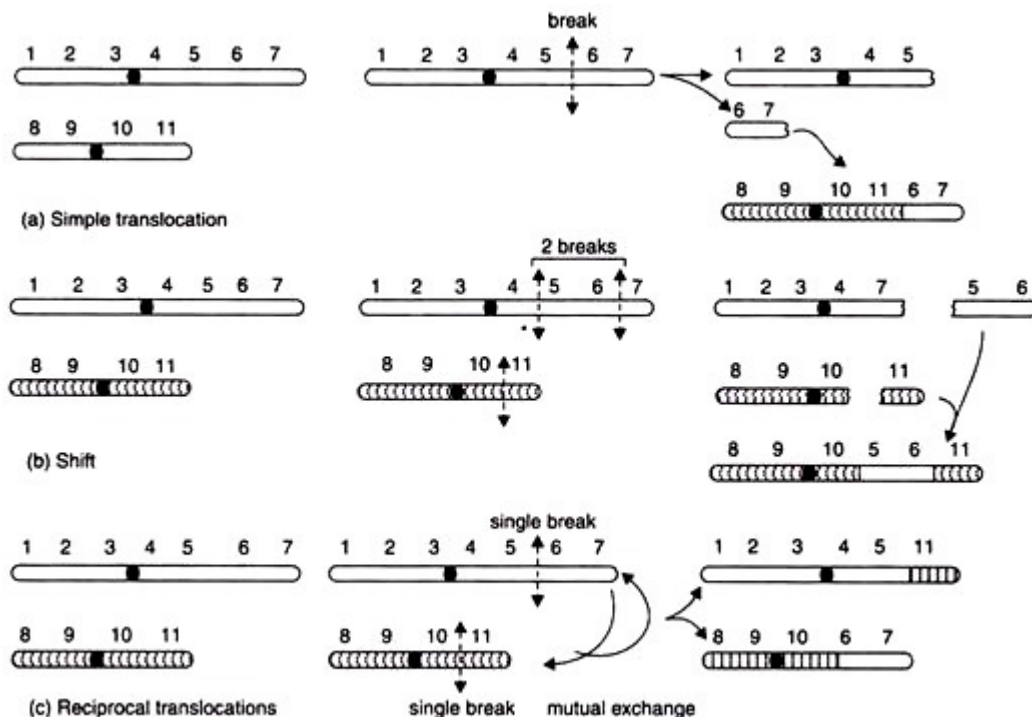 break
1 2 3 4 5 6 7
1 2 3 4 5 6 7
1 2 3 4 5
8 9 10 11
6 7
8 9 10 11 6 7
(a) Simple translocation
2 breaks
1 2 3 4 5 6 7
1 2 3 4 5 6 7
1 2 3 4 7
5 6
8 9 10 11
8 9 10 11
8 9 10
11
8 9 10 5 6 11
(b) Shift
single break
1 2 3 4 5 6 7
1 2 3 4 5 6 7
1 2 3 4 5 11
8 9 10 11
8 9 10 11
8 9 10 6 7
(c) Reciprocal translocations
single break
mutual exchange